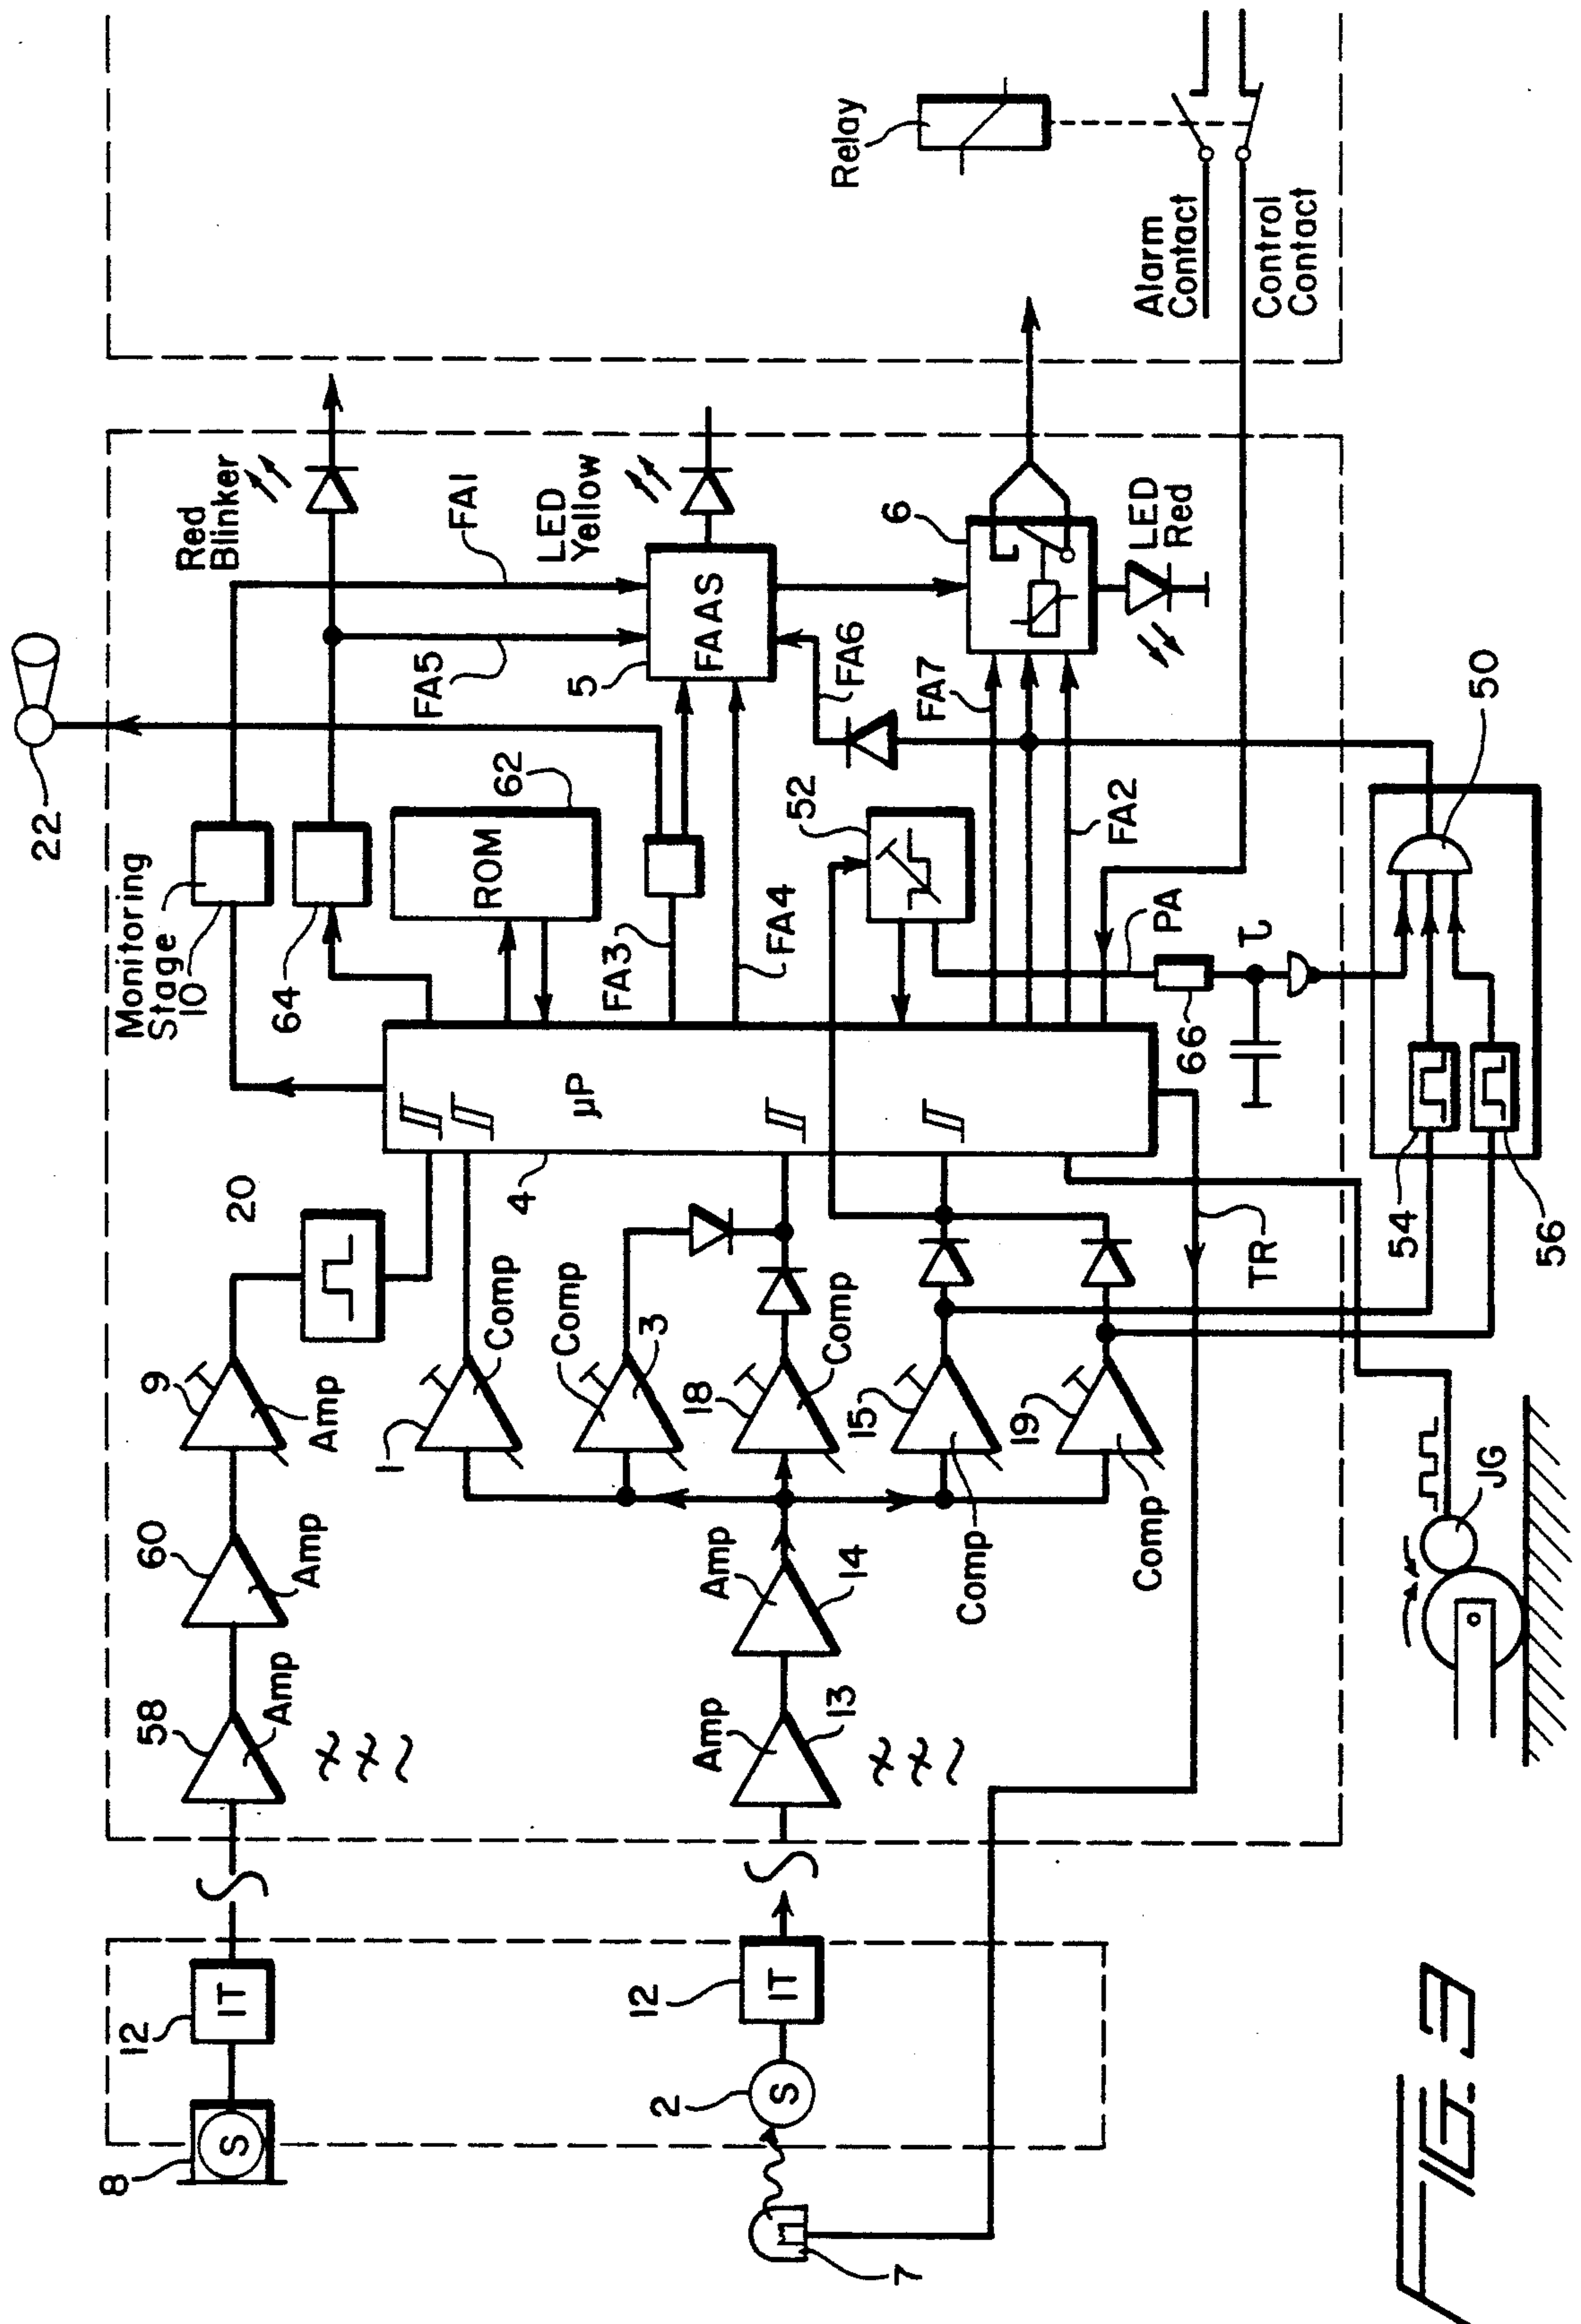 22
Monitoring
Stage
10
64
Red
Blinker
FA1
FA5
ROM
62
LED
Yellow
5
FAAS
FA3
FA4
FA6
52
6
LED
Red
FA7
FA2
PA
66
τ
50
54
56
Relay
Alarm
Contact
Control
Contact
20
4
μP
9
Amp
60
Amp
58
Amp
1
Comp
Comp
3
18
Comp
15
Comp
19
Comp
TR
Amp
14
Amp
13
JG
12
IT
S
8
12
IT
2
S
7
FIG. 3